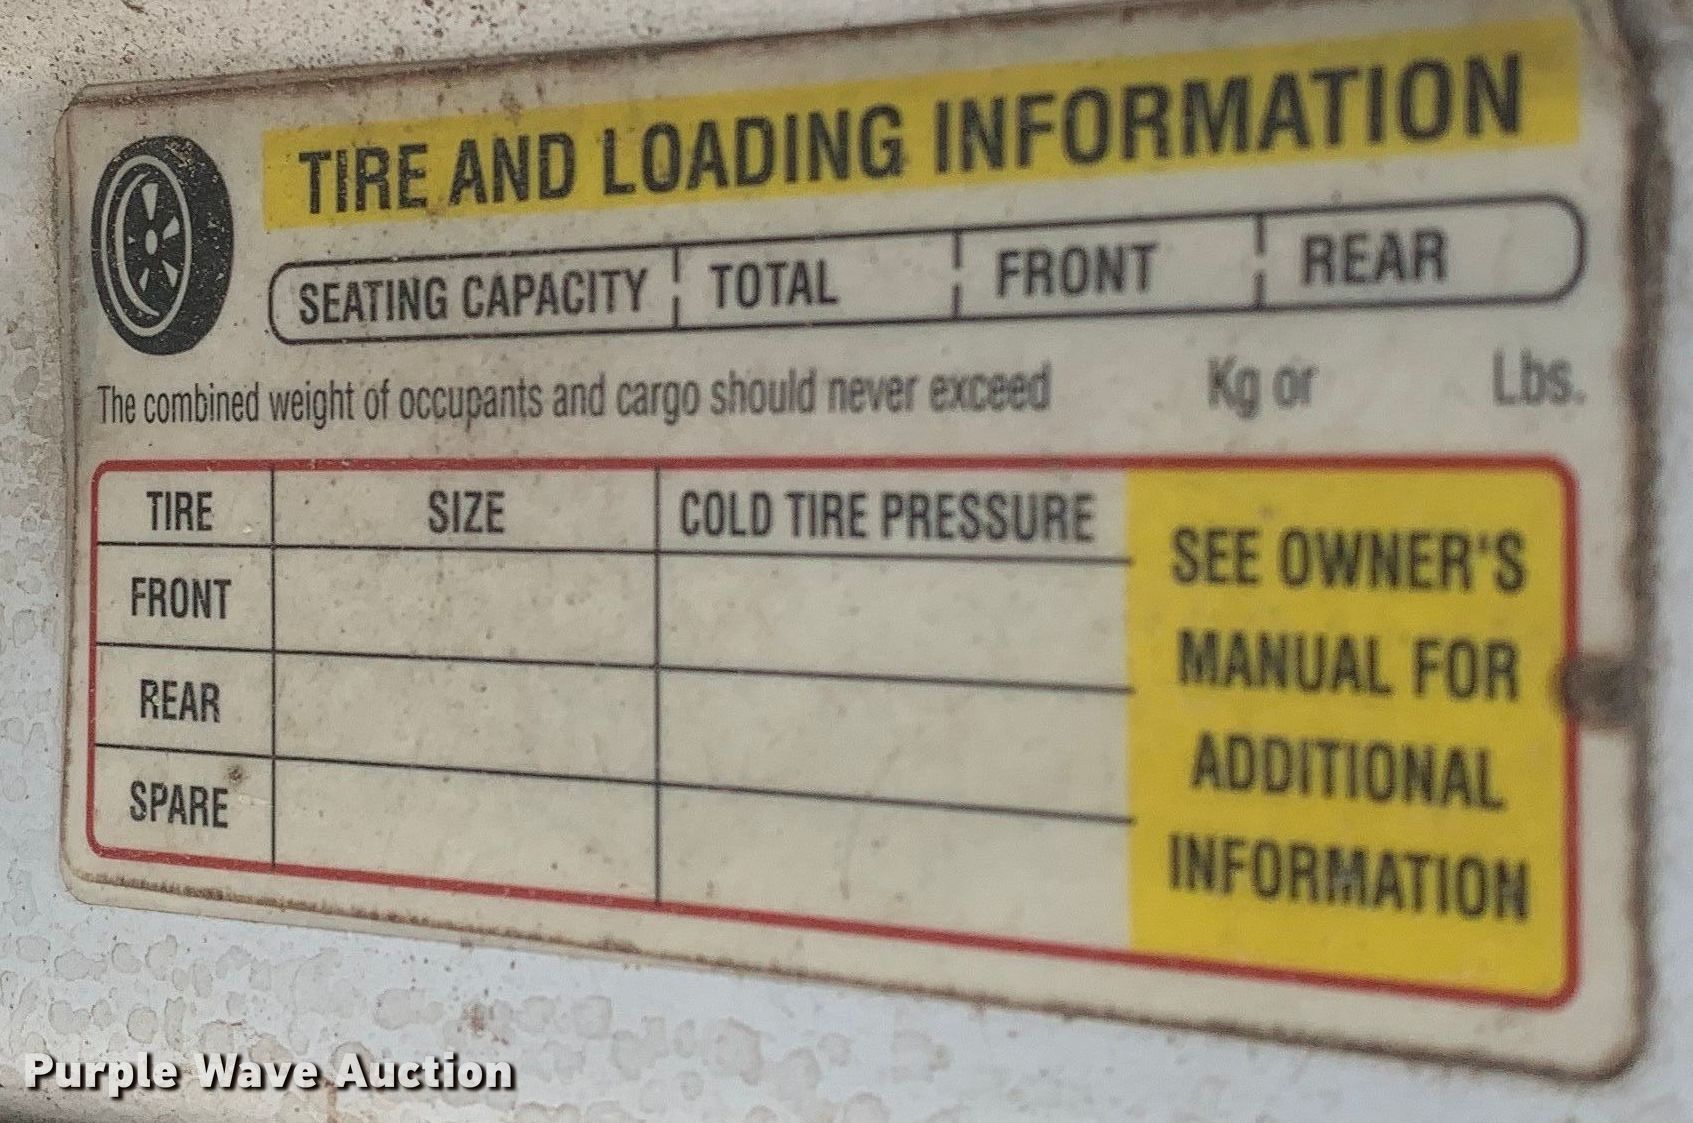 TIRE AND LOADING INFORMATION
SEATING CAPACITY TOTAL FRONT REAR
The combined weight of occupants and cargo should never exceed Kg or Lbs.
TIRE SIZE COLD TIRE PRESSURE
FRONT
REAR
SPARE
SEE OWNER'S
MANUAL FOR
ADDITIONAL
INFORMATION
Purple Wave Auction